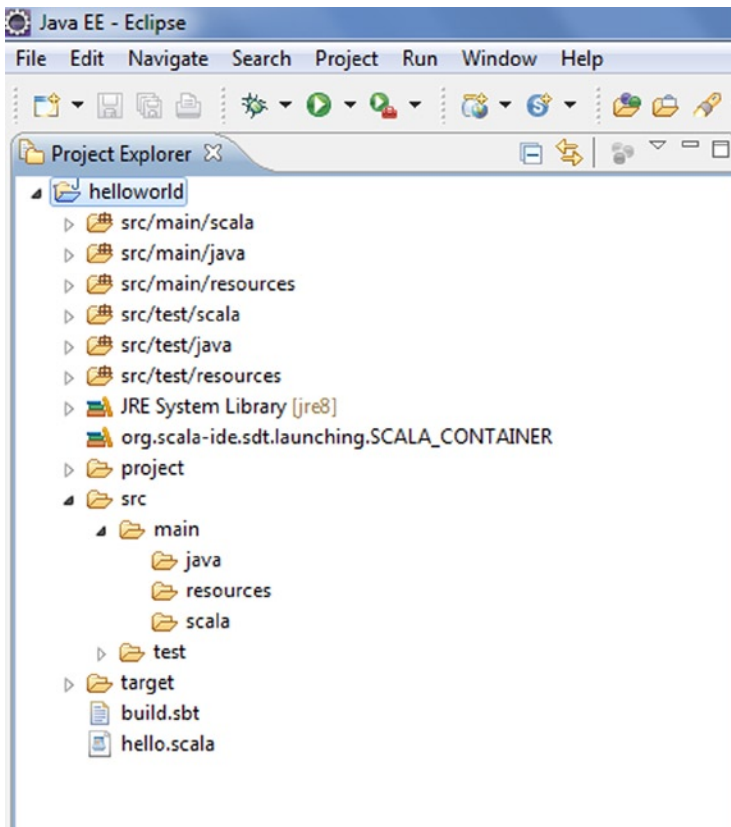 Java EE - Eclipse
File Edit Navigate Search Project Run Window Help
Project Explorer
helloworld
src/main/scala
src/main/java
src/main/resources
src/test/scala
src/test/java
src/test/resources
JRE System Library [jre8]
org.scala-ide.sdt.launching.SCALA_CONTAINER
project
src
main
java
resources
scala
test
target
build.sbt
hello.scala